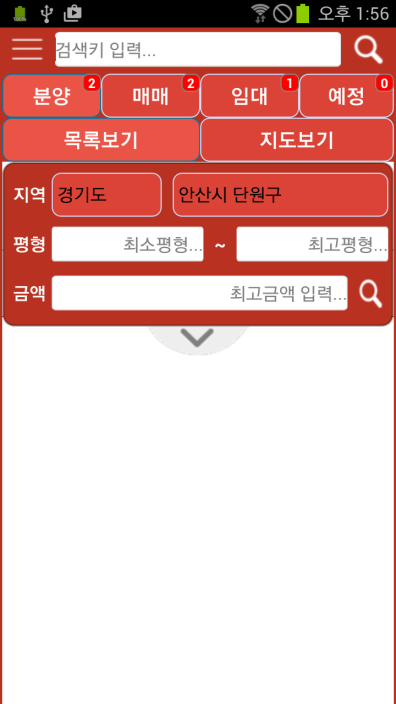 오후 1:56
검색키 입력...
분양 2 매매 2 임대 1 예정 0
목록보기 지도보기
지역 경기도 안산시 단원구
평형 최소평형... ~ 최고평형...
금액 최고금액 입력...